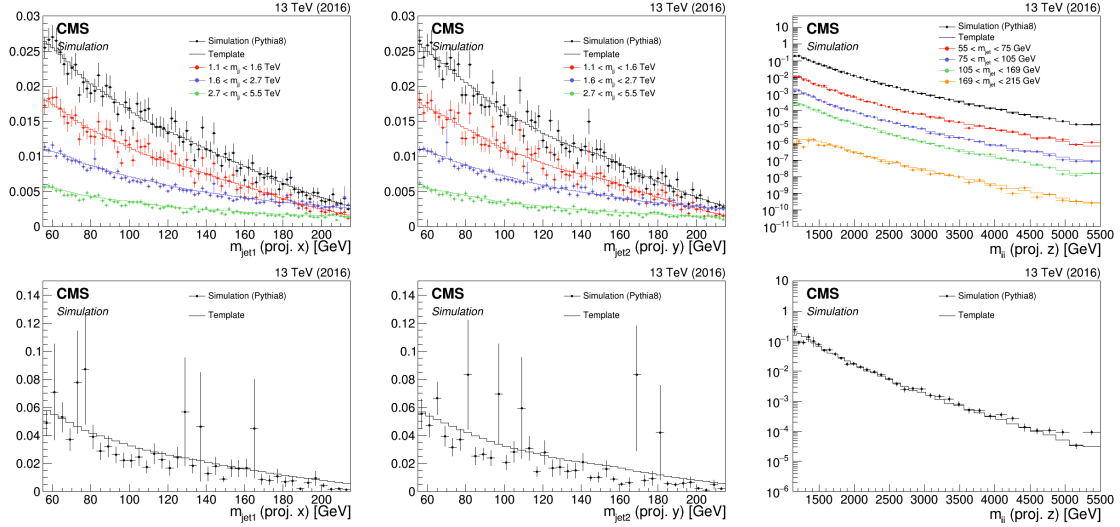 13 TeV (2016)
0.03
0.025
0.02
0.015
0.01
0.005
0
CMS
Simulation
Simulation (Pythia8)
Template
1.1 < m_jj < 1.6 TeV
1.6 < m_jj < 2.7 TeV
2.7 < m_jj < 5.5 TeV
60 80 100 120 140 160 180 200
m_jet1 (proj. x) [GeV]
13 TeV (2016)
0.03
0.025
0.02
0.015
0.01
0.005
0
CMS
Simulation
Simulation (Pythia8)
Template
1.1 < m_jj < 1.6 TeV
1.6 < m_jj < 2.7 TeV
2.7 < m_jj < 5.5 TeV
60 80 100 120 140 160 180 200
m_jet2 (proj. y) [GeV]
13 TeV (2016)
10
1
10^−1
10^−2
10^−3
10^−4
10^−5
10^−6
10^−7
10^−8
10^−9
10^−10
10^−11
CMS
Simulation
Simulation (Pythia8)
Template
55 < m_jet < 75 GeV
75 < m_jet < 105 GeV
105 < m_jet < 169 GeV
169 < m_jet < 215 GeV
1500 2000 2500 3000 3500 4000 4500 5000 5500
m_jj (proj. z) [GeV]
13 TeV (2016)
0.14
0.12
0.1
0.08
0.06
0.04
0.02
0
CMS
Simulation
Simulation (Pythia8)
Template
60 80 100 120 140 160 180 200
m_jet1 (proj. x) [GeV]
13 TeV (2016)
0.14
0.12
0.1
0.08
0.06
0.04
0.02
0
CMS
Simulation
Simulation (Pythia8)
Template
60 80 100 120 140 160 180 200
m_jet2 (proj. y) [GeV]
13 TeV (2016)
10
1
10^−1
10^−2
10^−3
10^−4
10^−5
10^−6
CMS
Simulation
Simulation (Pythia8)
Template
1500 2000 2500 3000 3500 4000 4500 5000 5500
m_jj (proj. z) [GeV]